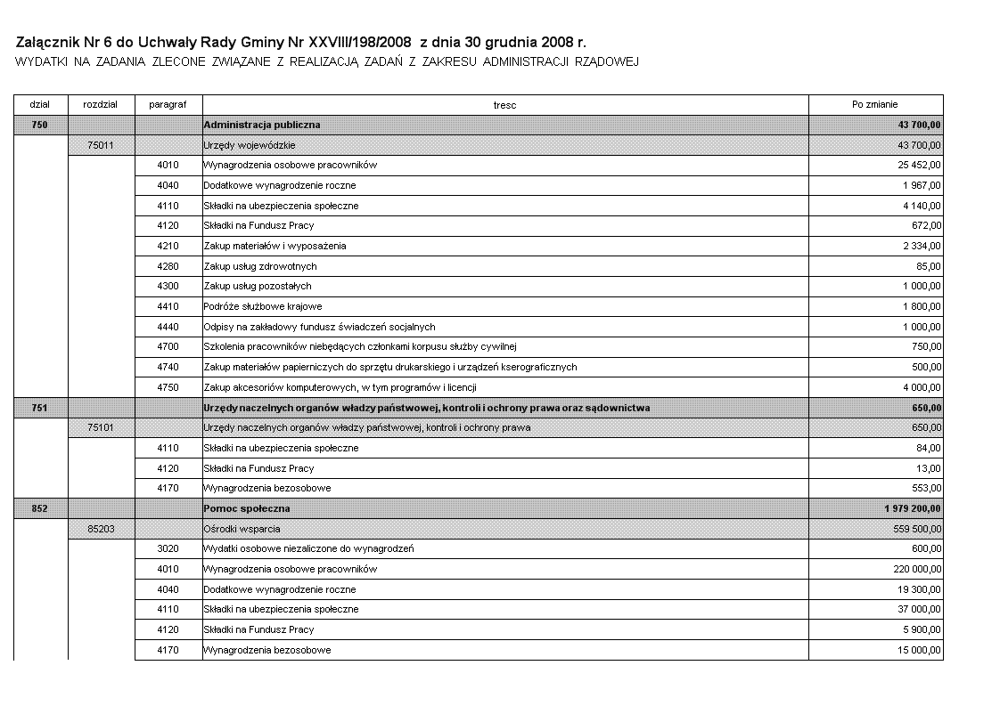 Załącznik Nr 6 do Uchwały Rady Gminy Nr XXVIII/198/2008 z dnia 30 grudnia 2008 r.
WYDATKI NA ZADANIA ZLECONE ZWIĄZANE Z REALIZACJĄ ZADAŃ Z ZAKRESU ADMINISTRACJI RZĄDOWEJ
dzial rozdzial paragraf tresc Po zmianie
750 Administracja publiczna 43 700,00
75011 Urzędy wojewódzkie 43 700,00
4010 Wynagrodzenia osobowe pracowników 25 452,00
4040 Dodatkowe wynagrodzenie roczne 1 967,00
4110 Składki na ubezpieczenia społeczne 4 140,00
4120 Składki na Fundusz Pracy 672,00
4210 Zakup materiałów i wyposażenia 2 334,00
4280 Zakup usług zdrowotnych 85,00
4300 Zakup usług pozostałych 1 000,00
4410 Podróże służbowe krajowe 1 800,00
4440 Odpisy na zakładowy fundusz świadczeń socjalnych 1 000,00
4700 Szkolenia pracowników niebędących członkami korpusu służby cywilnej 750,00
4740 Zakup materiałów papierniczych do sprzętu drukarskiego i urządzeń kserograficznych 500,00
4750 Zakup akcesoriów komputerowych, w tym programów i licencji 4 000,00
751 Urzędy naczelnych organów władzy państwowej, kontroli i ochrony prawa oraz sądownictwa 650,00
75101 Urzędy naczelnych organów władzy państwowej, kontroli i ochrony prawa 650,00
4110 Składki na ubezpieczenia społeczne 84,00
4120 Składki na Fundusz Pracy 13,00
4170 Wynagrodzenia bezosobowe 553,00
852 Pomoc społeczna 1 979 200,00
85203 Ośrodki wsparcia 559 500,00
3020 Wydatki osobowe niezaliczone do wynagrodzeń 600,00
4010 Wynagrodzenia osobowe pracowników 220 000,00
4040 Dodatkowe wynagrodzenie roczne 19 300,00
4110 Składki na ubezpieczenia społeczne 37 000,00
4120 Składki na Fundusz Pracy 5 900,00
4170 Wynagrodzenia bezosobowe 15 000,00